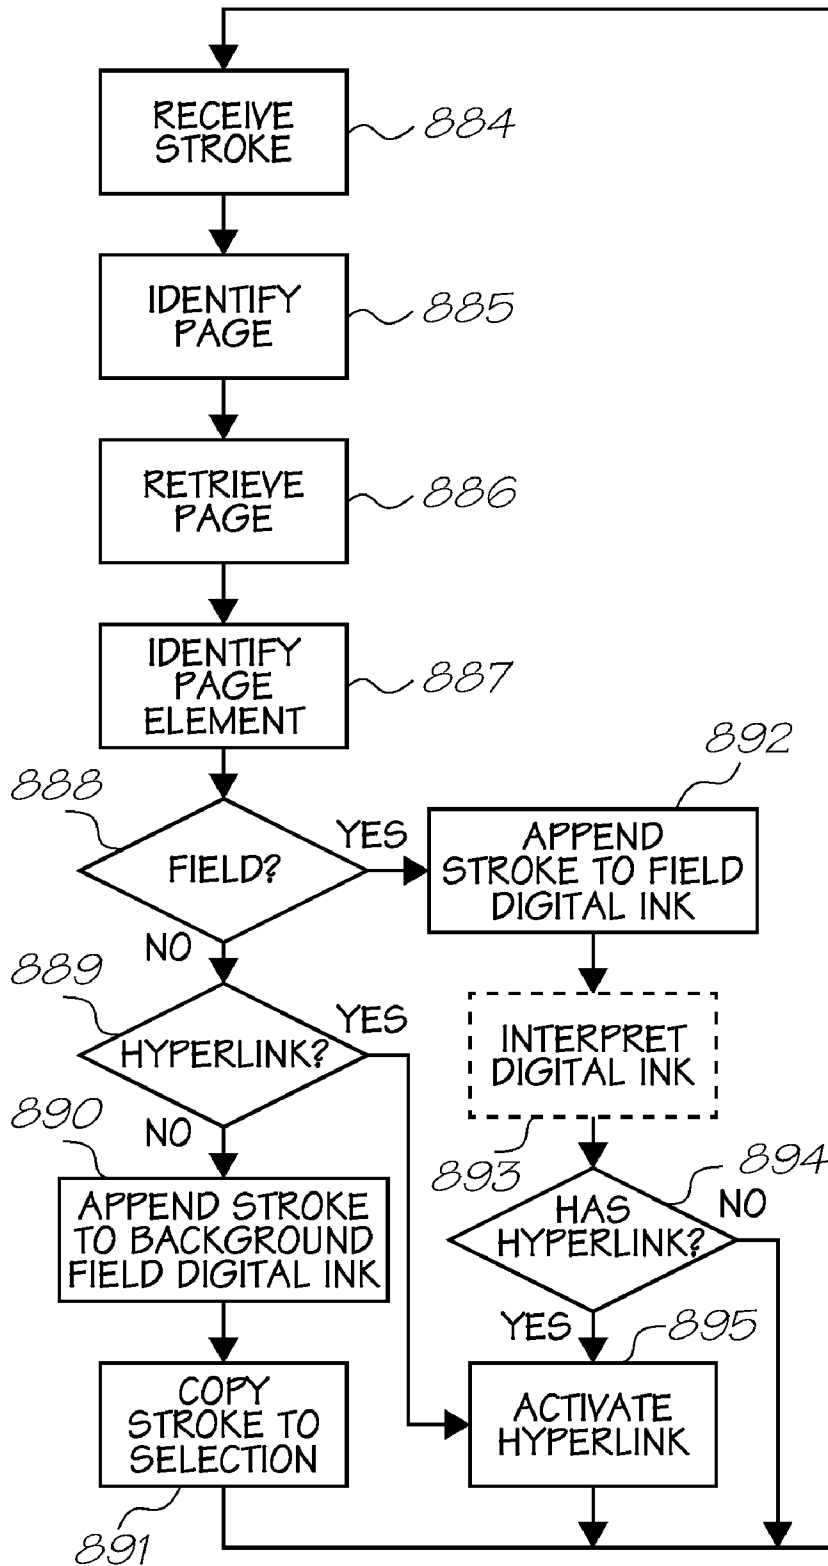 RECEIVE
STROKE
884
IDENTIFY
PAGE
885
RETRIEVE
PAGE
886
IDENTIFY
PAGE
ELEMENT
887
888
FIELD?
YES
NO
892
APPEND
STROKE TO FIELD
DIGITAL INK
889
HYPERLINK?
YES
NO
INTERPRET
DIGITAL INK
893
890
APPEND STROKE
TO BACKGROUND
FIELD DIGITAL INK
894
HAS
HYPERLINK?
NO
YES
895
COPY
STROKE TO
SELECTION
891
ACTIVATE
HYPERLINK